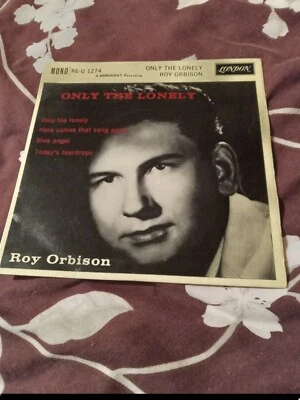 MONO RE-U 1274
A MONUMENT Recording
ONLY THE LONELY
ROY ORBISON
LONDON
ONLY THE LONELY
Only the lonely
Here comes that song again
Blue angel
Today's teardrops
Roy Orbison